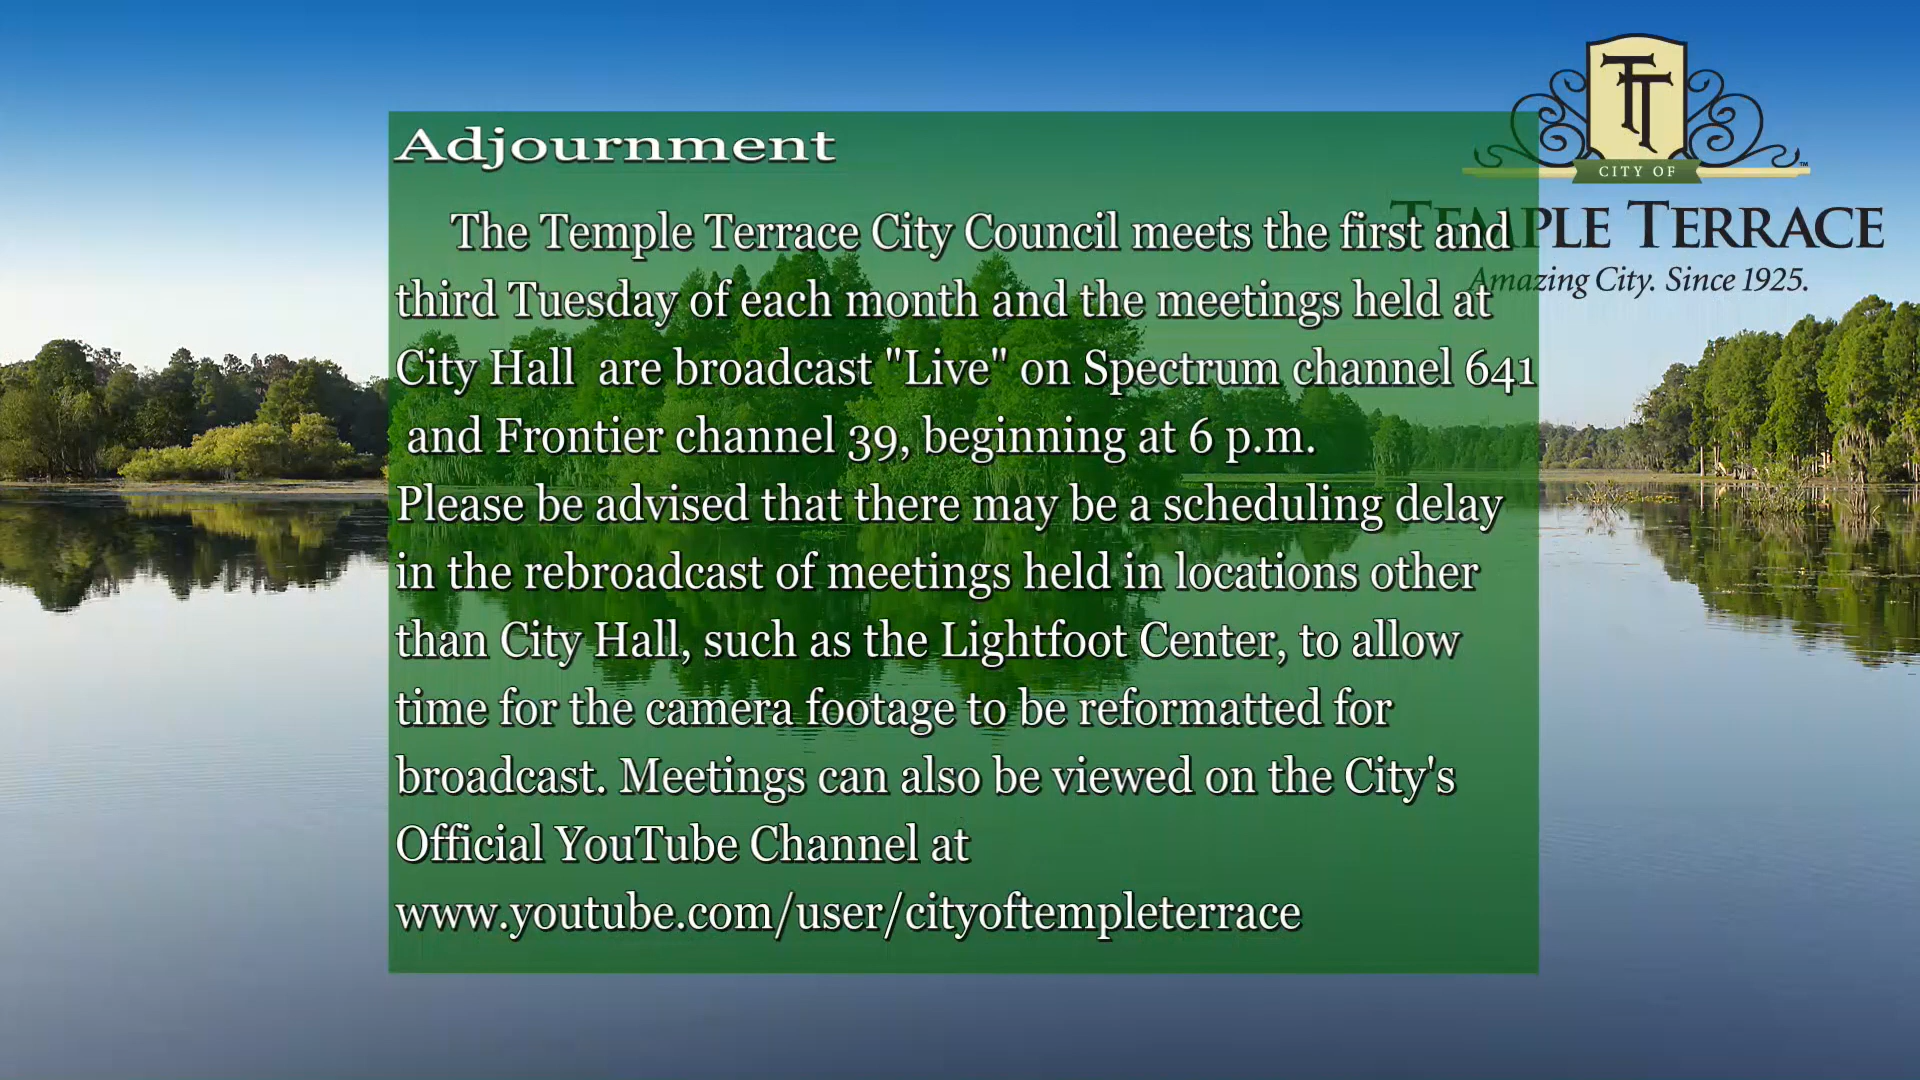 Adjournment
The Temple Terrace City Council meets the first and
third Tuesday of each month and the meetings held at
City Hall  are broadcast "Live" on Spectrum channel 641
and Frontier channel 39, beginning at 6 p.m.
Please be advised that there may be a scheduling delay
in the rebroadcast of meetings held in locations other
than City Hall, such as the Lightfoot Center, to allow
time for the camera footage to be reformatted for
broadcast. Meetings can also be viewed on the City's
Official YouTube Channel at
www.youtube.com/user/cityoftempleterrace
TT
CITY OF
TEMPLE TERRACE
Amazing City. Since 1925.